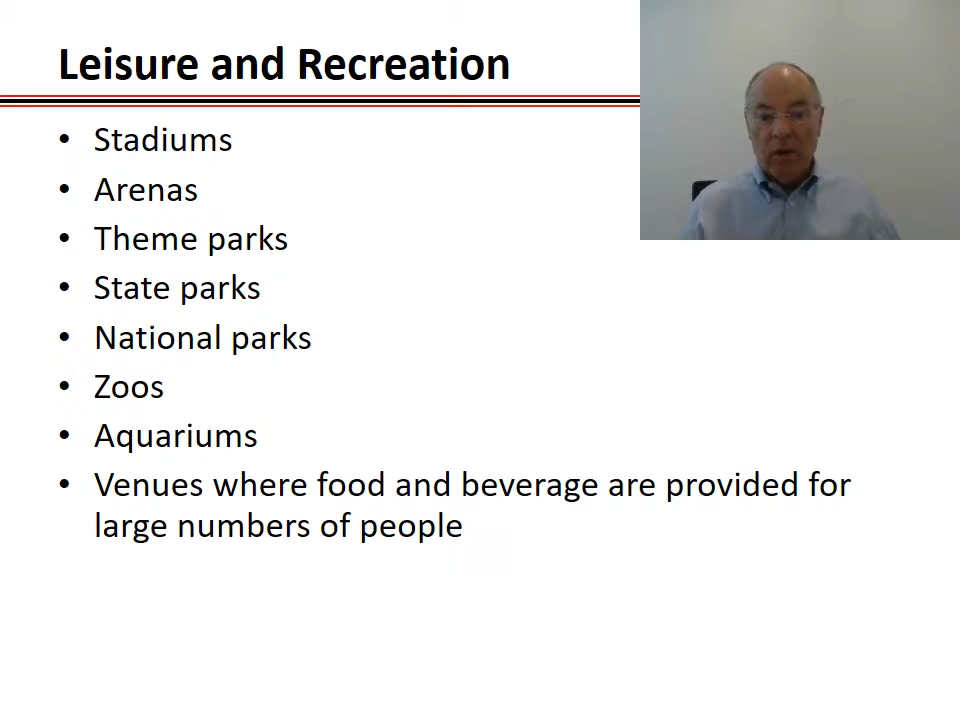 Leisure and Recreation
• Stadiums
• Arenas
• Theme parks
• State parks
• National parks
• Zoos
• Aquariums
• Venues where food and beverage are provided for
large numbers of people